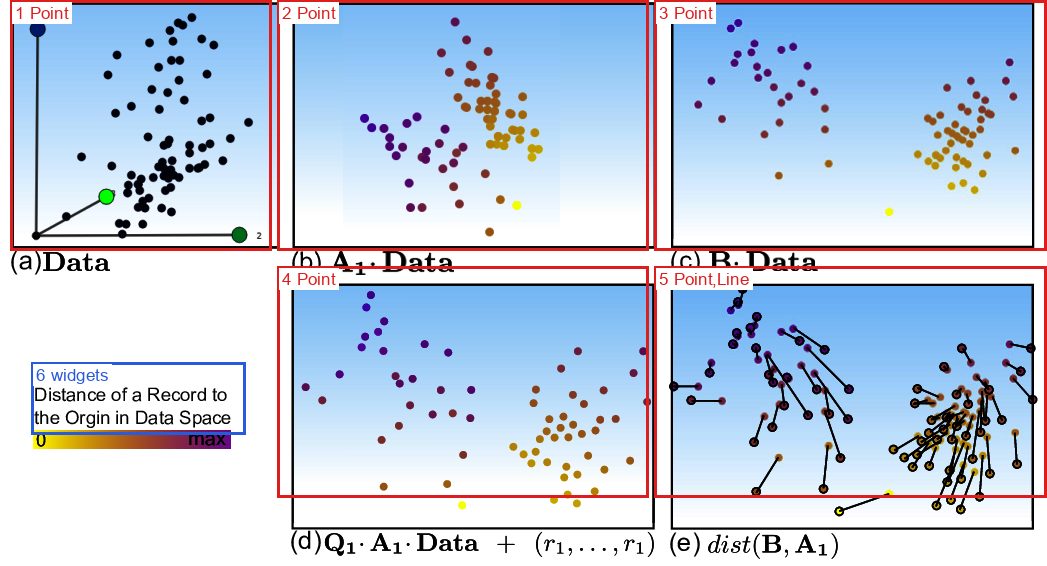 1 Point
2 Point
3 Point
2
(a)Data
(b) A₁· Data
(c) B· Data
4 Point
5 Point,Line
6 widgets
Distance of a Record to
the Orgin in Data Space
0 max
(d)Q₁·A₁·Data + (r₁,...,r₁)
(e) dist(B, A₁)